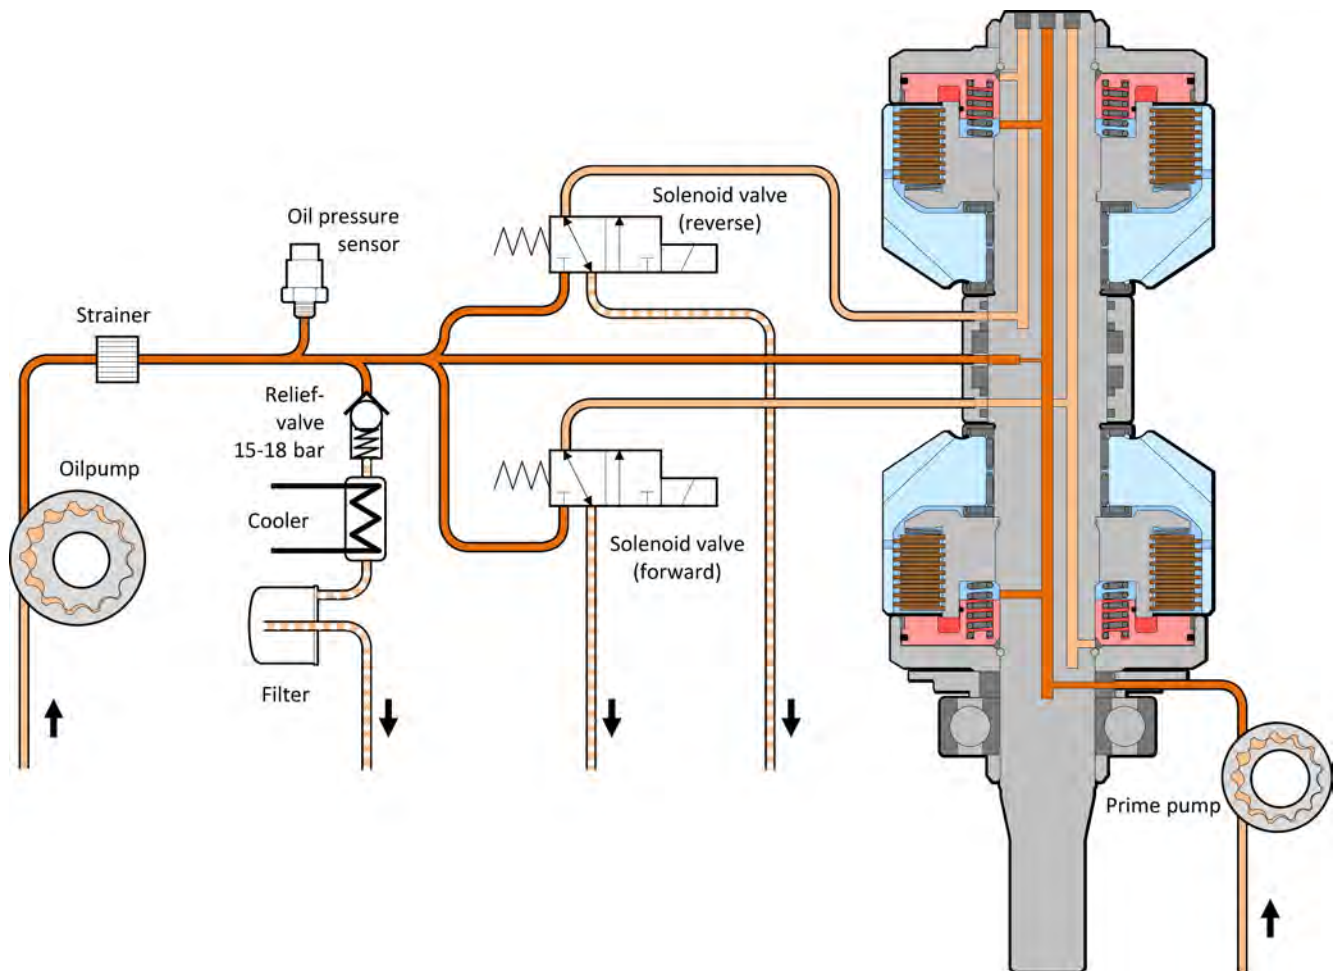 Solenoid valve
(reverse)
Oil pressure
sensor
Strainer
Relief-
valve
15-18 bar
Oilpump
Cooler
Solenoid valve
(forward)
Filter
Prime pump